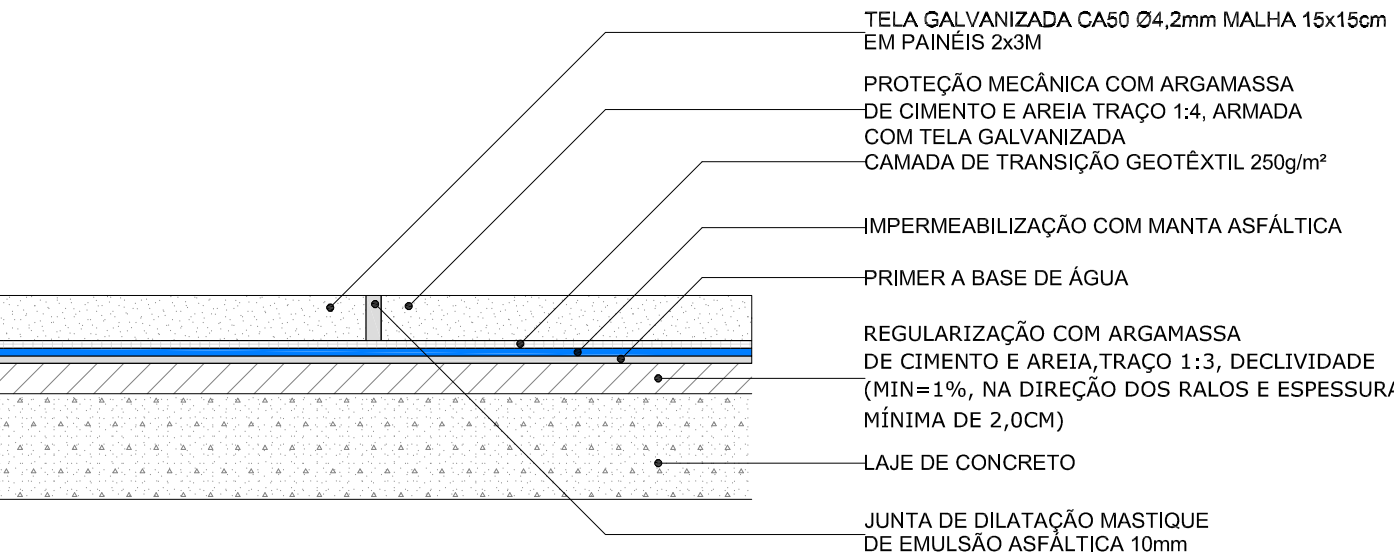 TELA GALVANIZADA CA50 Ø4,2mm MALHA 15x15cm
EM PAINÉIS 2x3M
PROTEÇÃO MECÂNICA COM ARGAMASSA
DE CIMENTO E AREIA TRAÇO 1:4, ARMADA
COM TELA GALVANIZADA
CAMADA DE TRANSIÇÃO GEOTÊXTIL 250g/m²
IMPERMEABILIZAÇÃO COM MANTA ASFÁLTICA
PRIMER A BASE DE ÁGUA
REGULARIZAÇÃO COM ARGAMASSA
DE CIMENTO E AREIA,TRAÇO 1:3, DECLIVIDADE
(MIN=1%, NA DIREÇÃO DOS RALOS E ESPESSURA
MÍNIMA DE 2,0CM)
LAJE DE CONCRETO
JUNTA DE DILATAÇÃO MASTIQUE
DE EMULSÃO ASFÁLTICA 10mm